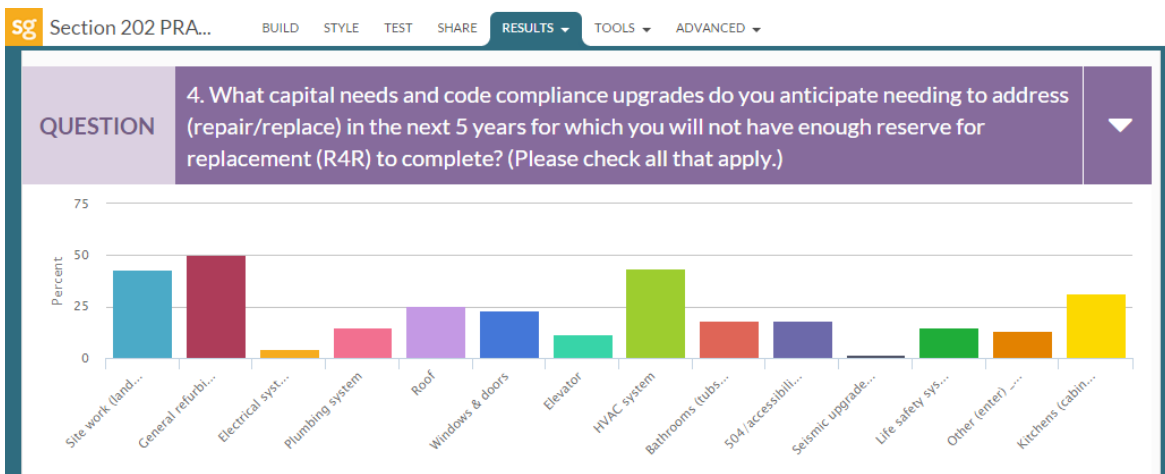 sg Section 202 PRA... BUILD STYLE TEST SHARE RESULTS TOOLS ADVANCED
QUESTION
4. What capital needs and code compliance upgrades do you anticipate needing to address
(repair/replace) in the next 5 years for which you will not have enough reserve for
replacement (R4R) to complete? (Please check all that apply.)
75
50
25
0
Percent
Site work (land...
General refurbi...
Electrical syst...
Plumbing system
Roof
Windows & doors
Elevator
HVAC system
Bathrooms (tubs...
504/accessibili...
Seismic upgrade...
Life safety sys...
Other (enter) _...
Kitchens (cabin...